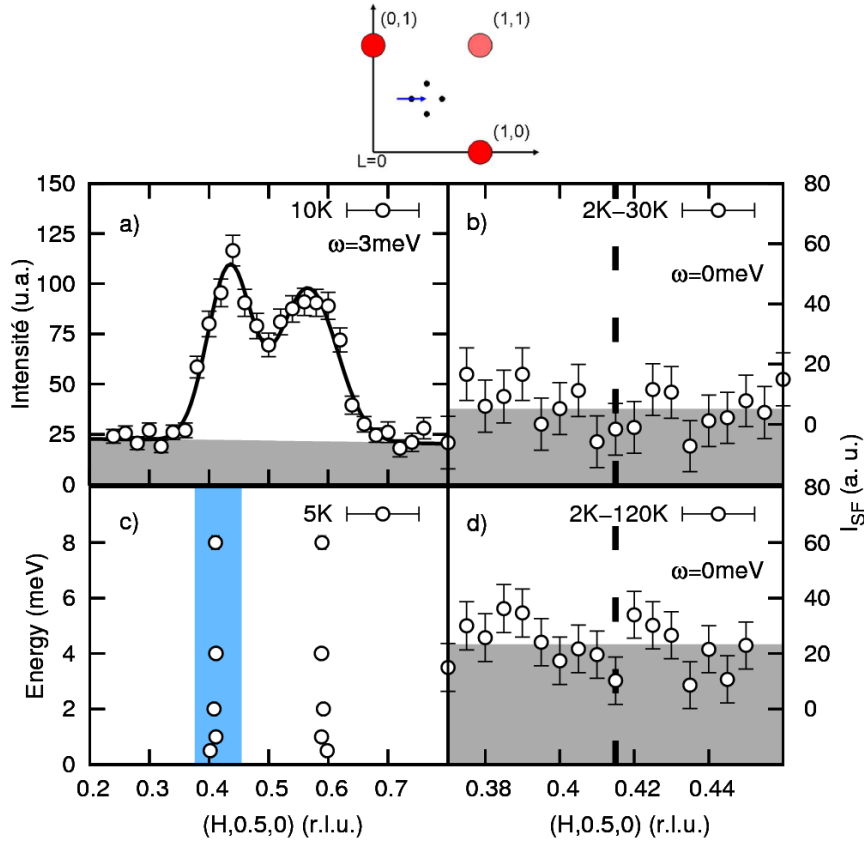 (0,1)
(1,1)
(1,0)
L=0
150
125
100
75
50
25
0
Intensité (u.a.)
a)
10K
ω=3meV
b)
2K−30K
ω=0meV
80
60
40
20
0
I_SF (a. u.)
c)
5K
8
6
4
2
0
Energy (meV)
0.2
0.3
0.4
0.5
0.6
0.7
(H,0.5,0) (r.l.u.)
d)
2K−120K
ω=0meV
80
60
40
20
0
0.38
0.4
0.42
0.44
(H,0.5,0) (r.l.u.)